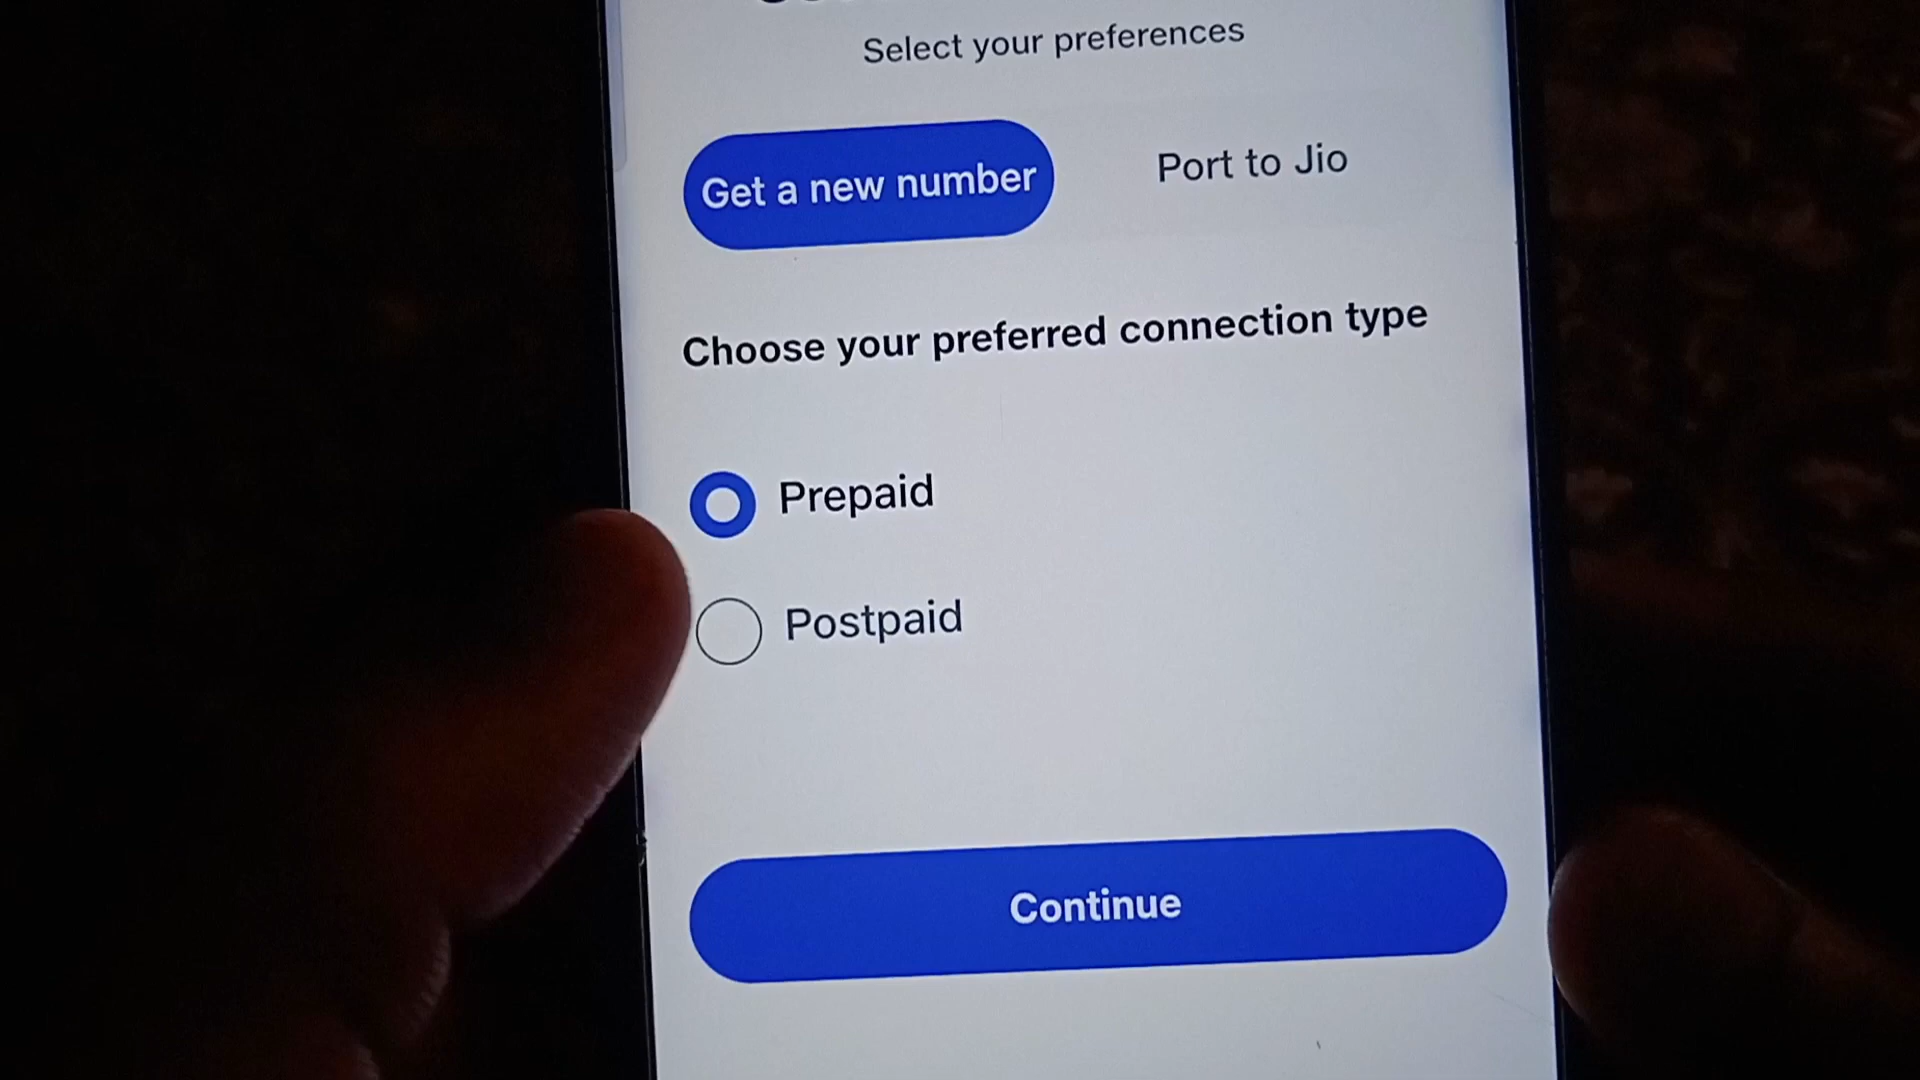 Select your preferences
Get a new number
Port to Jio
Choose your preferred connection type
Prepaid
Postpaid
Continue